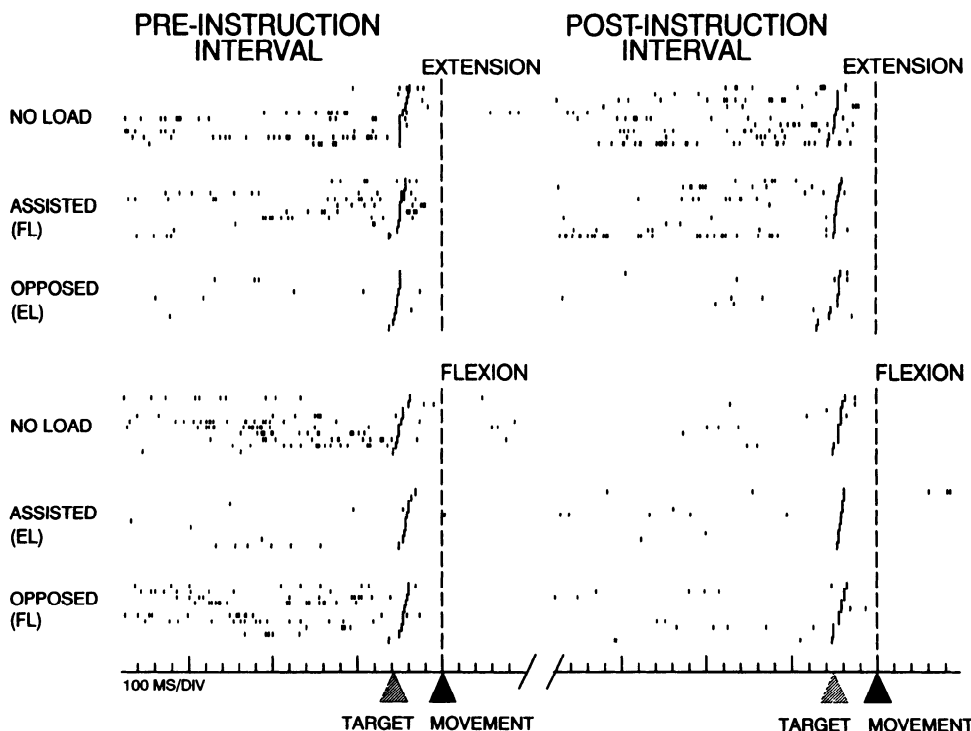 PRE-INSTRUCTION
INTERVAL
POST-INSTRUCTION
INTERVAL
EXTENSION
EXTENSION
NO LOAD
ASSISTED
(FL)
OPPOSED
(EL)
FLEXION
FLEXION
NO LOAD
ASSISTED
(EL)
OPPOSED
(FL)
100 MS/DIV
TARGET MOVEMENT
TARGET MOVEMENT